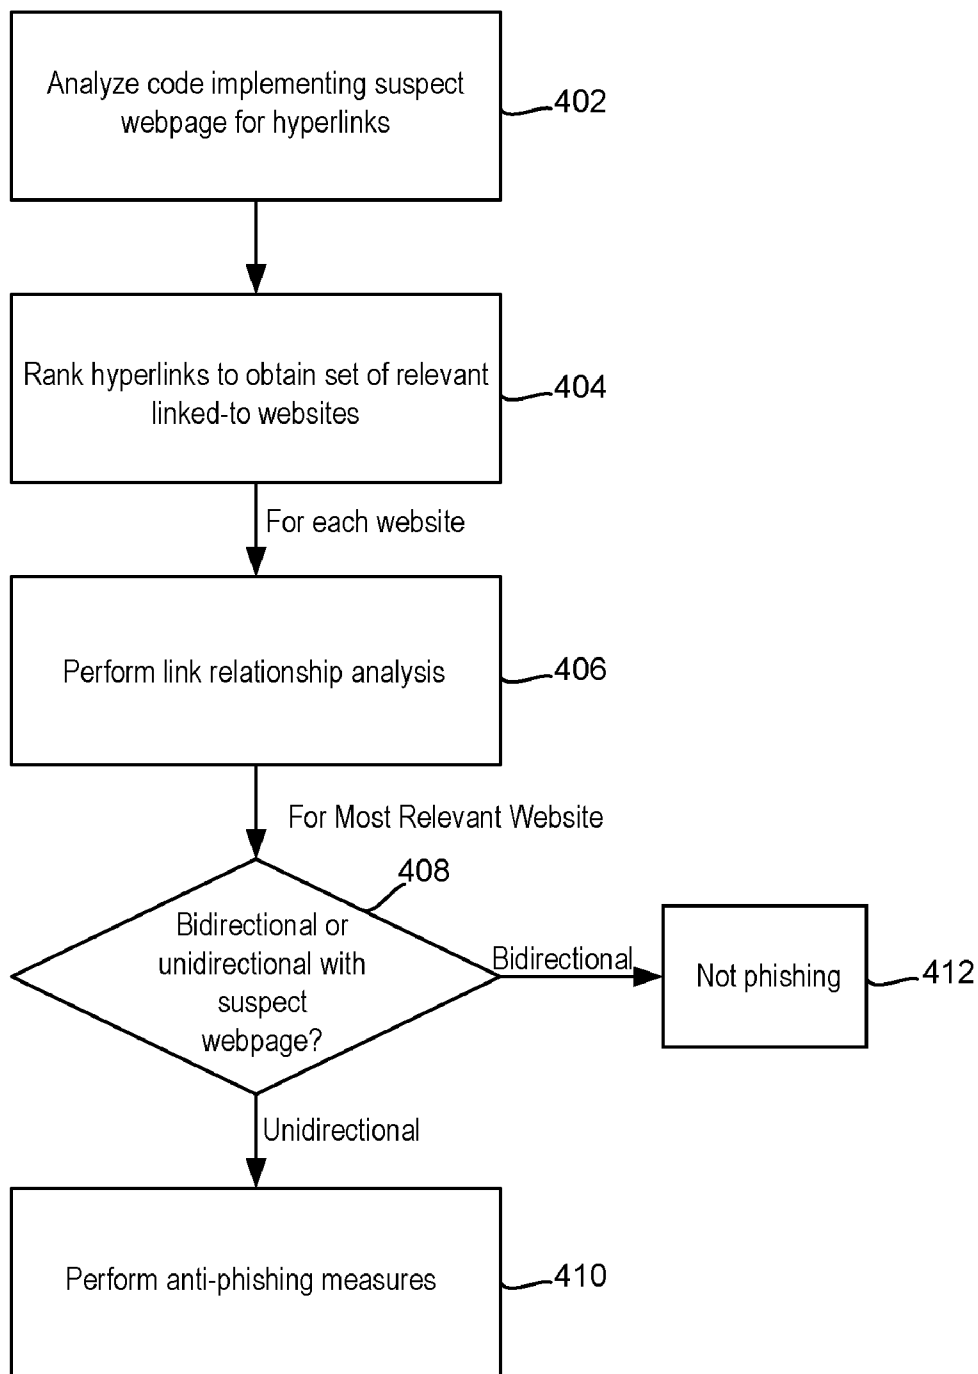 Analyze code implementing suspect
webpage for hyperlinks
402
Rank hyperlinks to obtain set of relevant
linked-to websites
404
For each website
Perform link relationship analysis
406
For Most Relevant Website
408
Bidirectional or
unidirectional with
suspect
webpage?
Bidirectional
Not phishing
412
Unidirectional
Perform anti-phishing measures
410